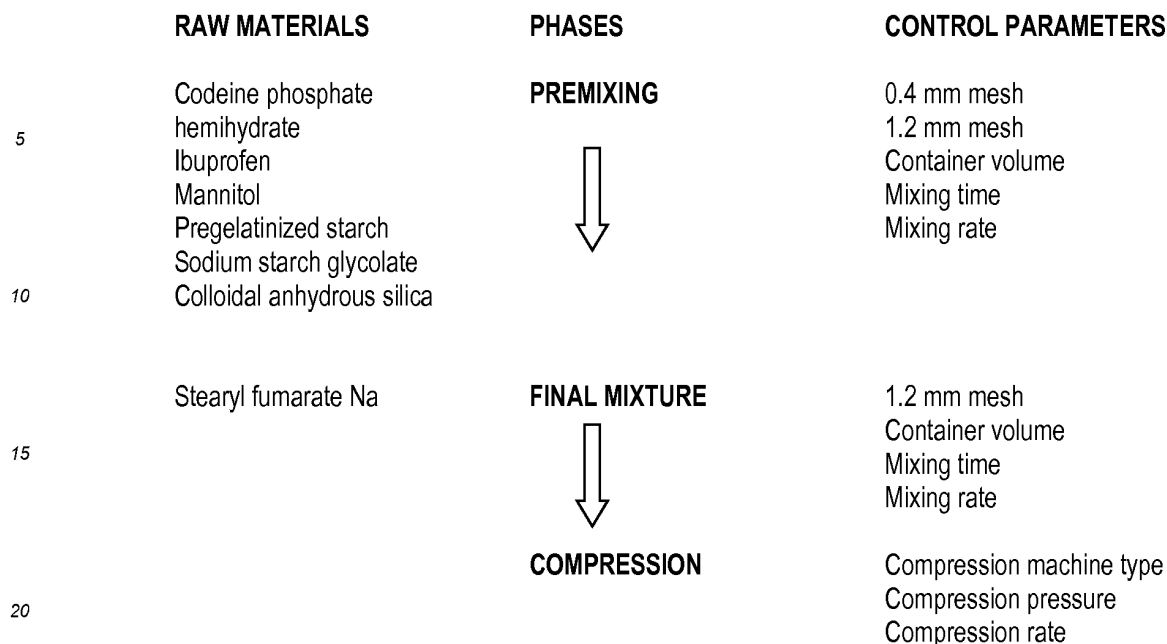 RAW MATERIALS PHASES CONTROL PARAMETERS
Codeine phosphate PREMIXING 0.4 mm mesh
5 hemihydrate 1.2 mm mesh
Ibuprofen Container volume
Mannitol Mixing time
Pregelatinized starch Mixing rate
Sodium starch glycolate
10 Colloidal anhydrous silica
Stearyl fumarate Na FINAL MIXTURE 1.2 mm mesh
Container volume
15 Mixing time
Mixing rate
COMPRESSION Compression machine type
20 Compression pressure
Compression rate